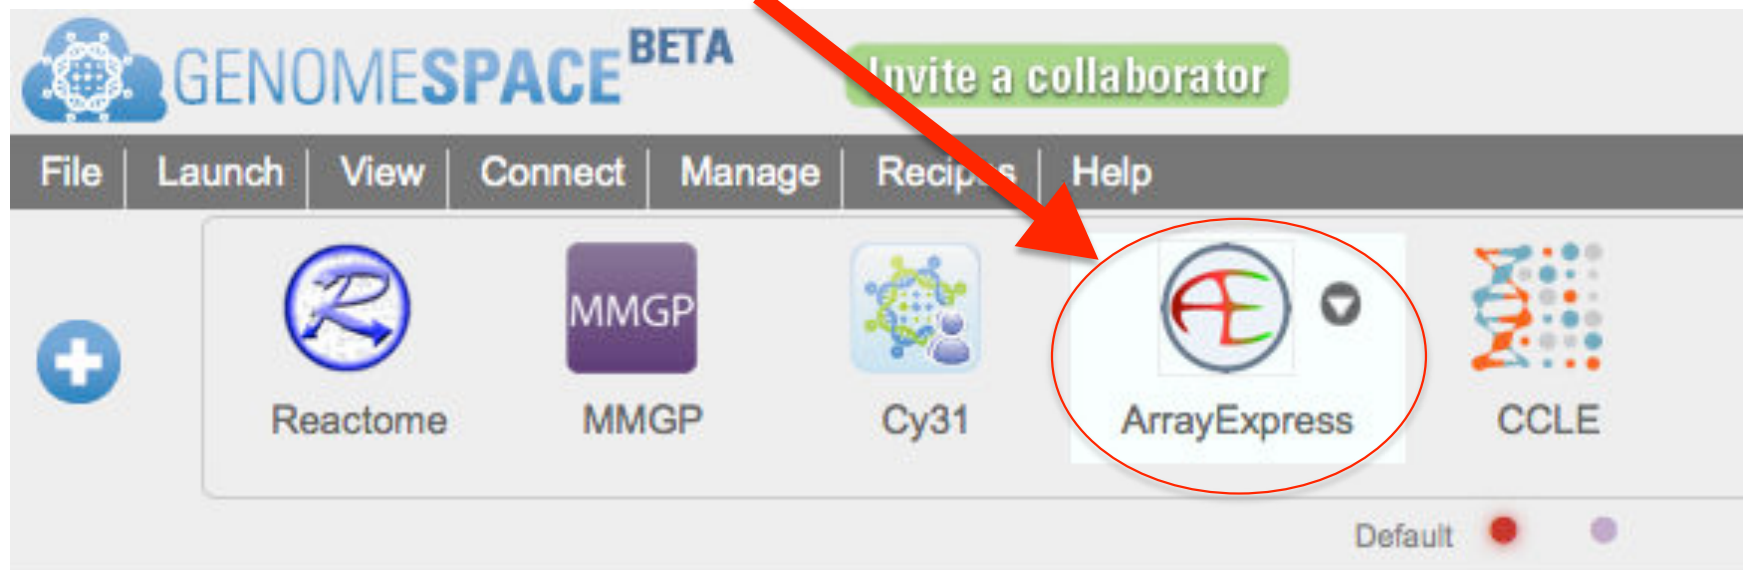 GENOMESPACE BETA
Invite a collaborator
File Launch View Connect Manage Recipes Help
MMGP
Reactome MMGP Cy31 ArrayExpress CCLE
Default